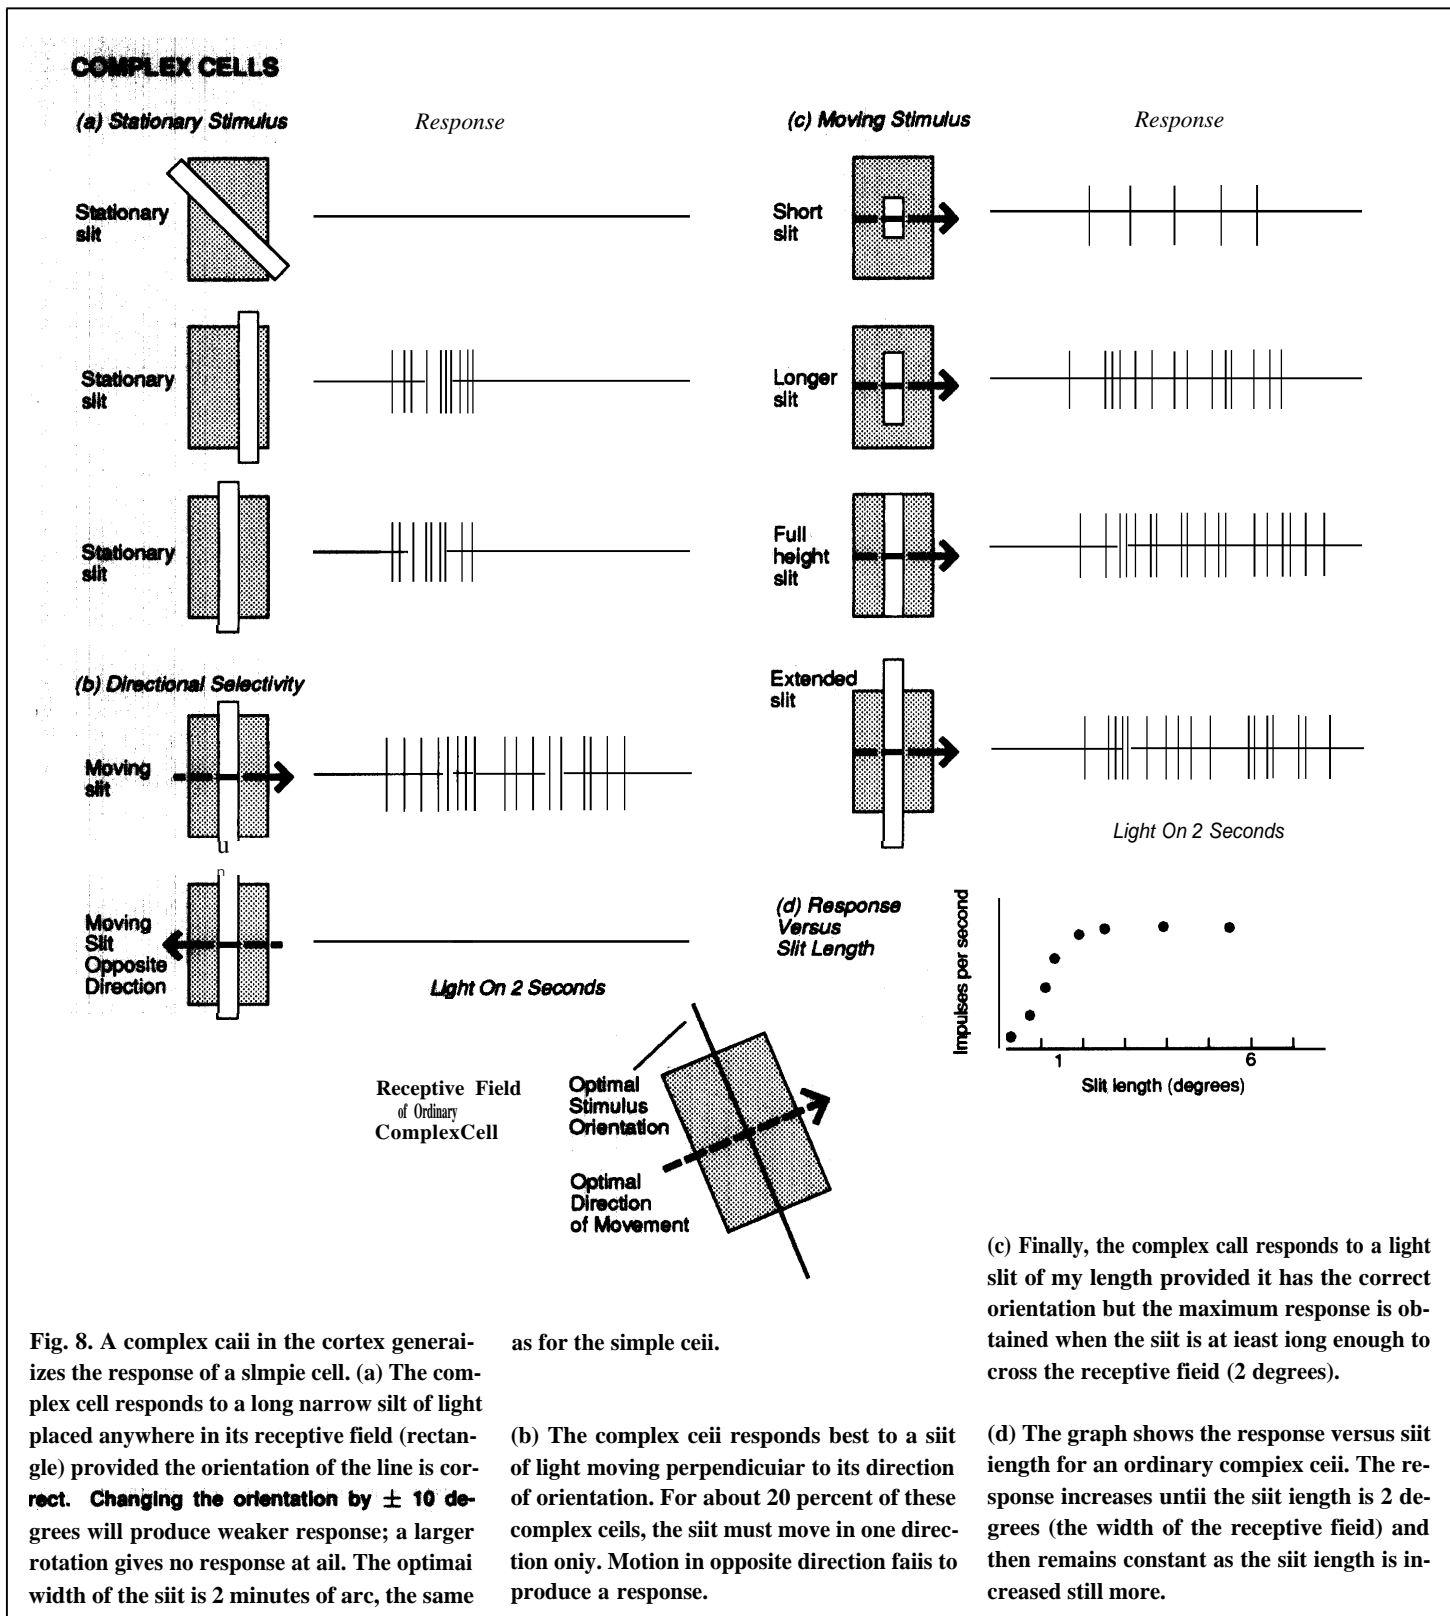 COMPLEX CELLS
(a) Stationary Stimulus
Response
Stationary
slit
Stationary
slit
Stationary
slit
(b) Directional Selectivity
Moving
slit
u
Moving
Slit
Opposite
Direction
Light On 2 Seconds
(c) Moving Stimulus
Response
Short
slit
Longer
slit
Full
height
slit
Extended
slit
Light On 2 Seconds
(d) Response
Versus
Slit Length
Impulses per second
1 6
Slit length (degrees)
Receptive Field
of Ordinary
ComplexCell
Optimal
Stimulus
Orientation
Optimal
Direction
of Movement
Fig. 8. A complex caii in the cortex generai-
izes the response of a slmpie cell. (a) The com-
plex cell responds to a long narrow silt of light
placed anywhere in its receptive field (rectan-
gle) provided the orientation of the line is cor-
rect. Changing the orientation by ± 10 de-
grees will produce weaker response; a larger
rotation gives no response at ail. The optimai
width of the siit is 2 minutes of arc, the same
as for the simple ceii.
(b) The complex ceii responds best to a siit
of light moving perpendicuiar to its direction
of orientation. For about 20 percent of these
complex ceils, the siit must move in one direc-
tion oniy. Motion in opposite direction faiis to
produce a response.
(c) Finally, the complex call responds to a light
slit of my length provided it has the correct
orientation but the maximum response is ob-
tained when the siit is at ieast iong enough to
cross the receptive fieid (2 degrees).
(d) The graph shows the response versus siit
iength for an ordinary compiex ceii. The re-
sponse increases untii the siit iength is 2 de-
grees (the width of the receptive fieid) and
then remains constant as the siit iength is in-
creased still more.